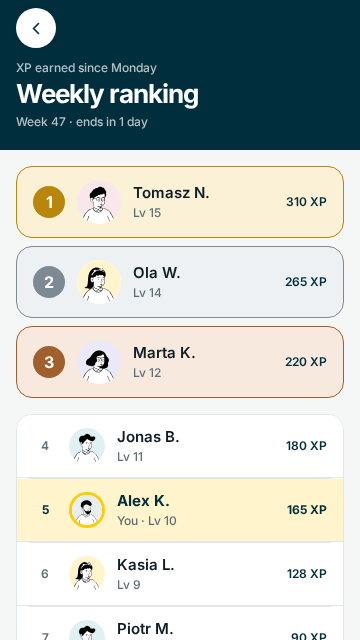 XP earned since Monday
Weekly ranking
Week 47 · ends in 1 day
1
Tomasz N.
Lv 15
310 XP
2
Ola W.
Lv 14
265 XP
3
Marta K.
Lv 12
220 XP
4
Jonas B.
Lv 11
180 XP
5
Alex K.
You · Lv 10
165 XP
6
Kasia L.
Lv 9
128 XP
7
Piotr M.
90 XP